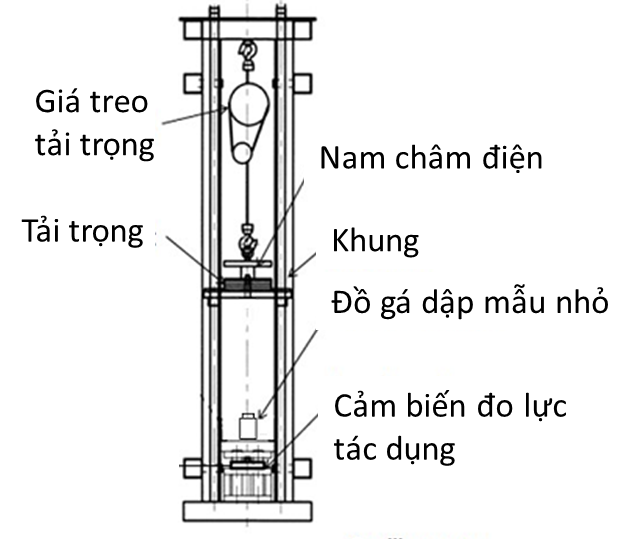 Giá treo
tải trọng
Nam châm điện
Tải trọng
Khung
Đồ gá dập mẫu nhỏ
Cảm biến đo lực
tác dụng